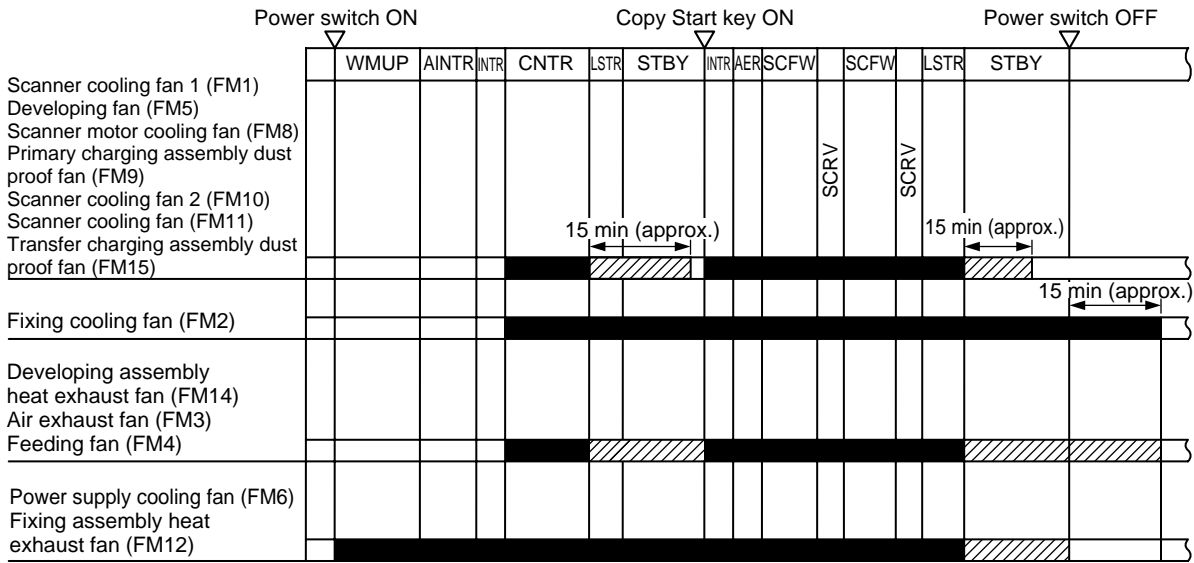 Power switch ON Copy Start key ON Power switch OFF
WMUP AINTR INTR CNTR LSTR STBY INTR AER SCFW SCRV SCFW SCRV LSTR STBY
Scanner cooling fan 1 (FM1)
Developing fan (FM5)
Scanner motor cooling fan (FM8)
Primary charging assembly dust
proof fan (FM9)
Scanner cooling fan 2 (FM10)
Scanner cooling fan (FM11)
Transfer charging assembly dust
proof fan (FM15)
15 min (approx.) 15 min (approx.)
15 min (approx.)
Fixing cooling fan (FM2)
Developing assembly
heat exhaust fan (FM14)
Air exhaust fan (FM3)
Feeding fan (FM4)
Power supply cooling fan (FM6)
Fixing assembly heat
exhaust fan (FM12)